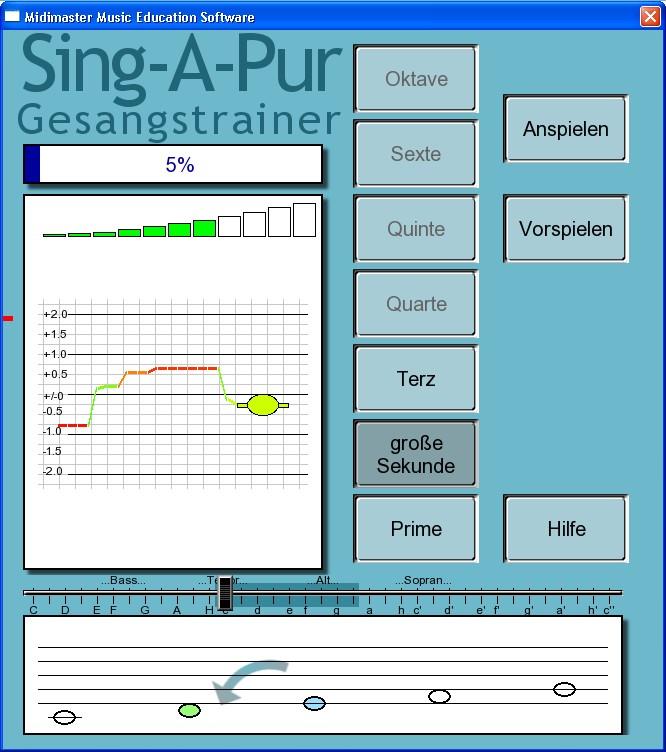 Midimaster Music Education Software
Sing-A-Pur
Gesangstrainer
5%
Oktave
Sexte
Quinte
Quarte
Terz
große
Sekunde
Prime
Anspielen
Vorspielen
Hilfe
+2.0
+1.5
+1.0
+0.5
+/-0
-0.5
-1.0
-1.5
-2.0
...Bass... ...Alt... ...Sopran...
C D E F G A H c d e f g a h c' d' e' f' g' a' h' c''